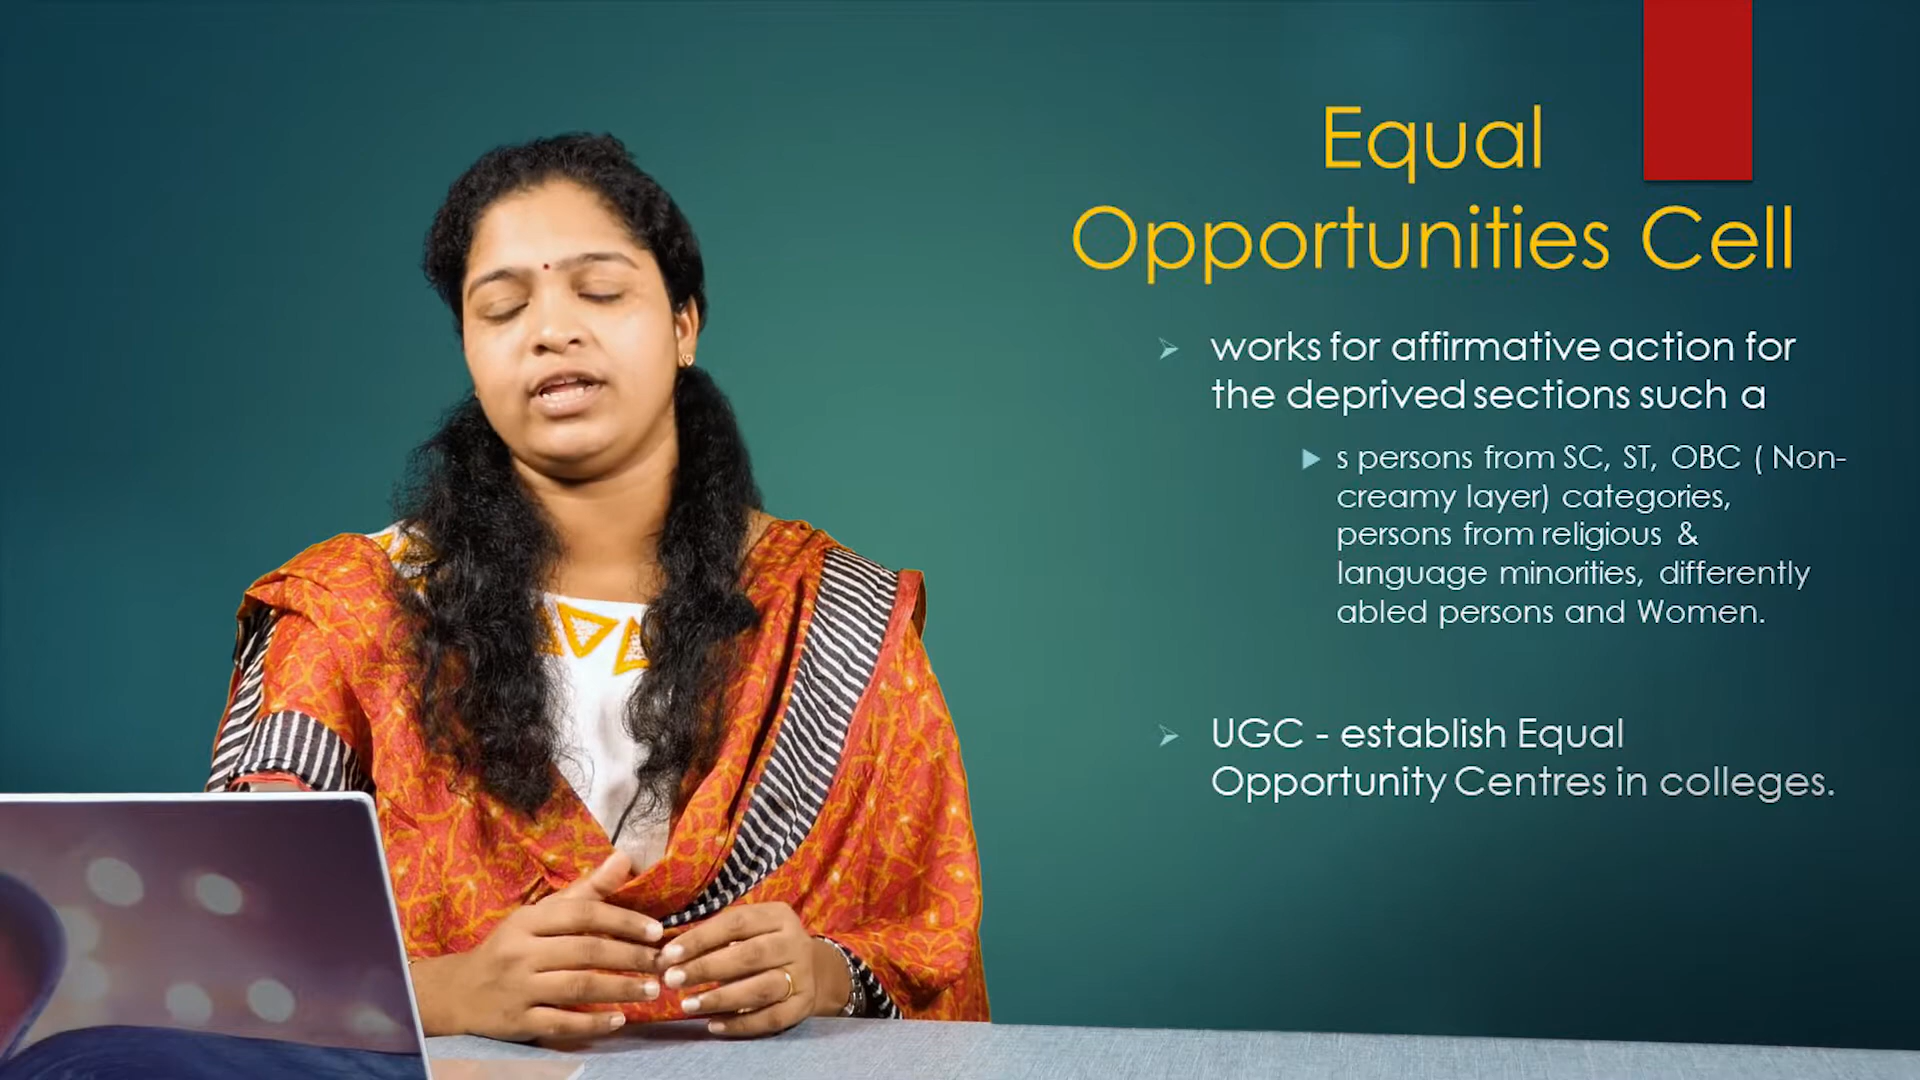 Equal
Opportunities Cell
works for affirmative action for
the deprived sections such a
s persons from SC, ST, OBC ( Non-
creamy layer) categories,
persons from religious &
language minorities, differently
abled persons and Women.
UGC - establish Equal
Opportunity Centres in colleges.